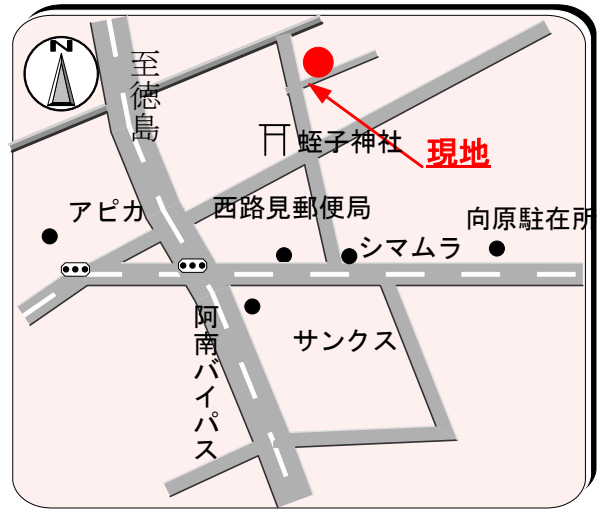 N
至徳島
蛭子神社
現地
アピカ
西路見郵便局
向原駐在所
シマムラ
阿南バイパス
サンクス